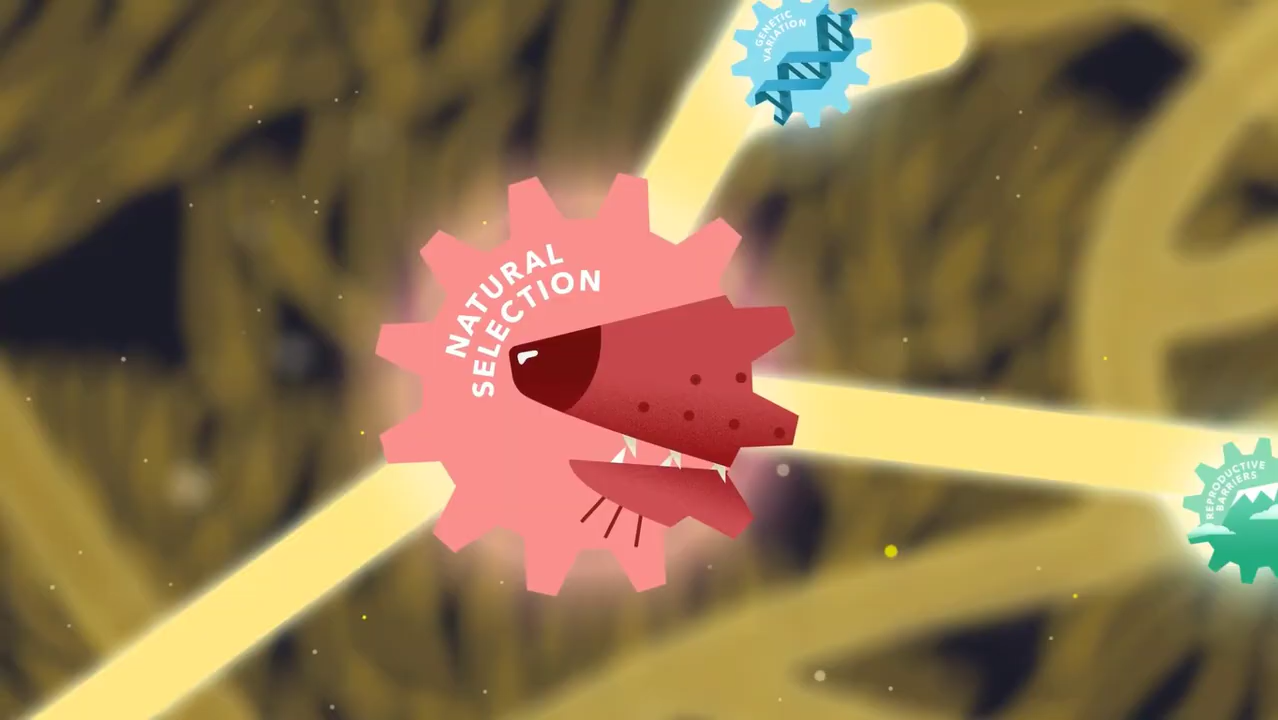 GENETIC
VARIATION
NATURAL
SELECTION
REPRODUCTIVE
BARRIERS